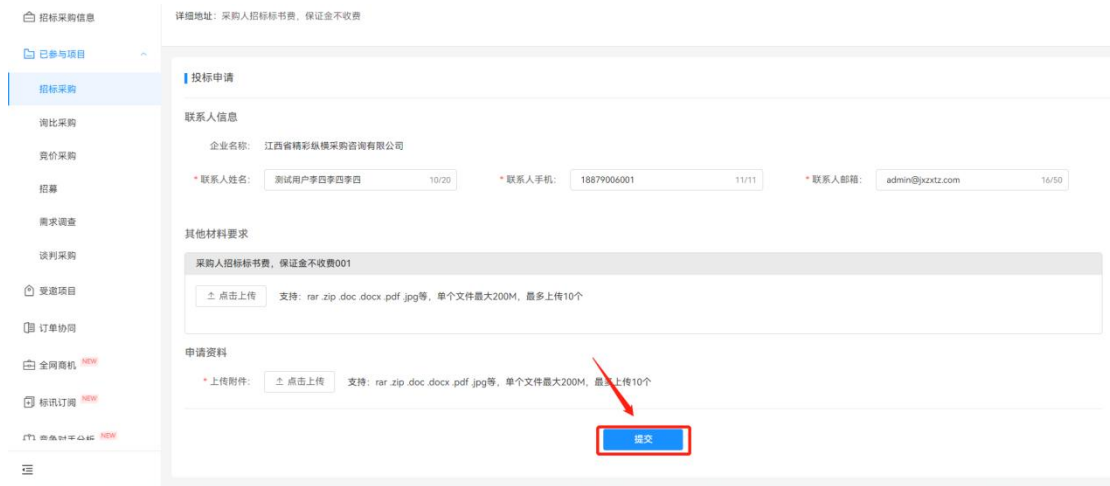 招标采购信息
已参与项目
招标采购
询比采购
竞价采购
招募
需求调查
谈判采购
受邀项目
订单协同
全网商机 NEW
标讯订阅 NEW
竞争对手分析 NEW
详细地址：采购人招标标书费，保证金不收费
投标申请
联系人信息
企业名称： 江西省精彩纵横采购咨询有限公司
* 联系人姓名： 测试用户李四李四李四 10/20 * 联系人手机： 18879006001 11/11 * 联系人邮箱： admin@jxzxtz.com 16/50
其他材料要求
采购人招标标书费，保证金不收费001
点击上传 支持：rar .zip .doc .docx .pdf .jpg等，单个文件最大200M，最多上传10个
申请资料
* 上传附件： 点击上传 支持：rar .zip .doc .docx .pdf .jpg等，单个文件最大200M，最多上传10个
提交